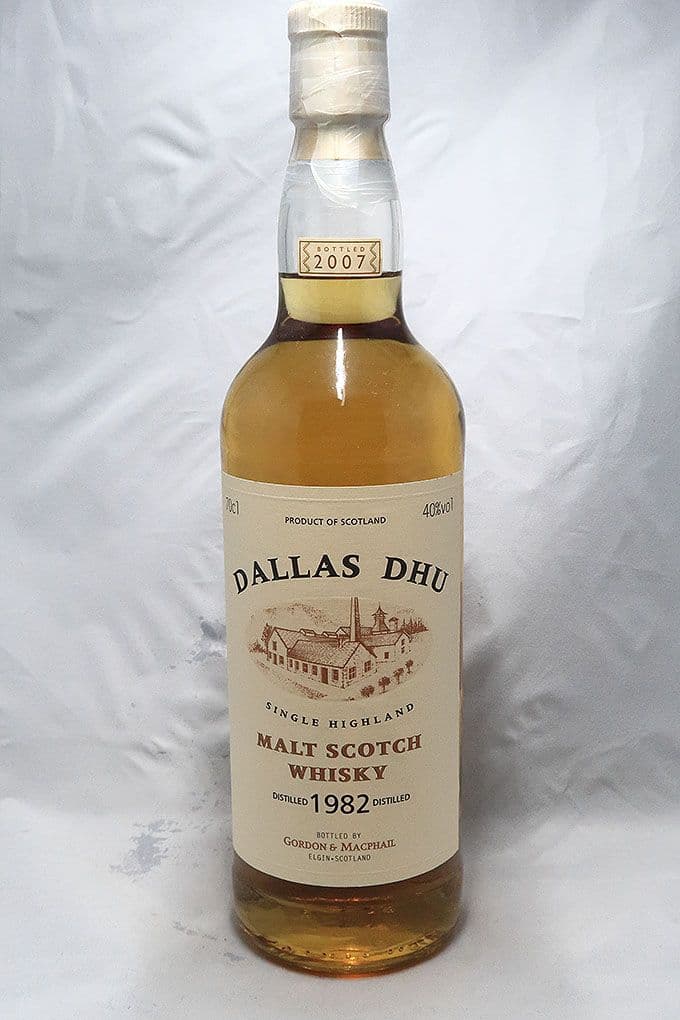 BOTTLED
2007
70cl 40%vol
PRODUCT OF SCOTLAND
DALLAS DHU
SINGLE HIGHLAND
MALT SCOTCH
WHISKY
DISTILLED 1982 DISTILLED
BOTTLED BY
GORDON & MACPHAIL
ELGIN•SCOTLAND